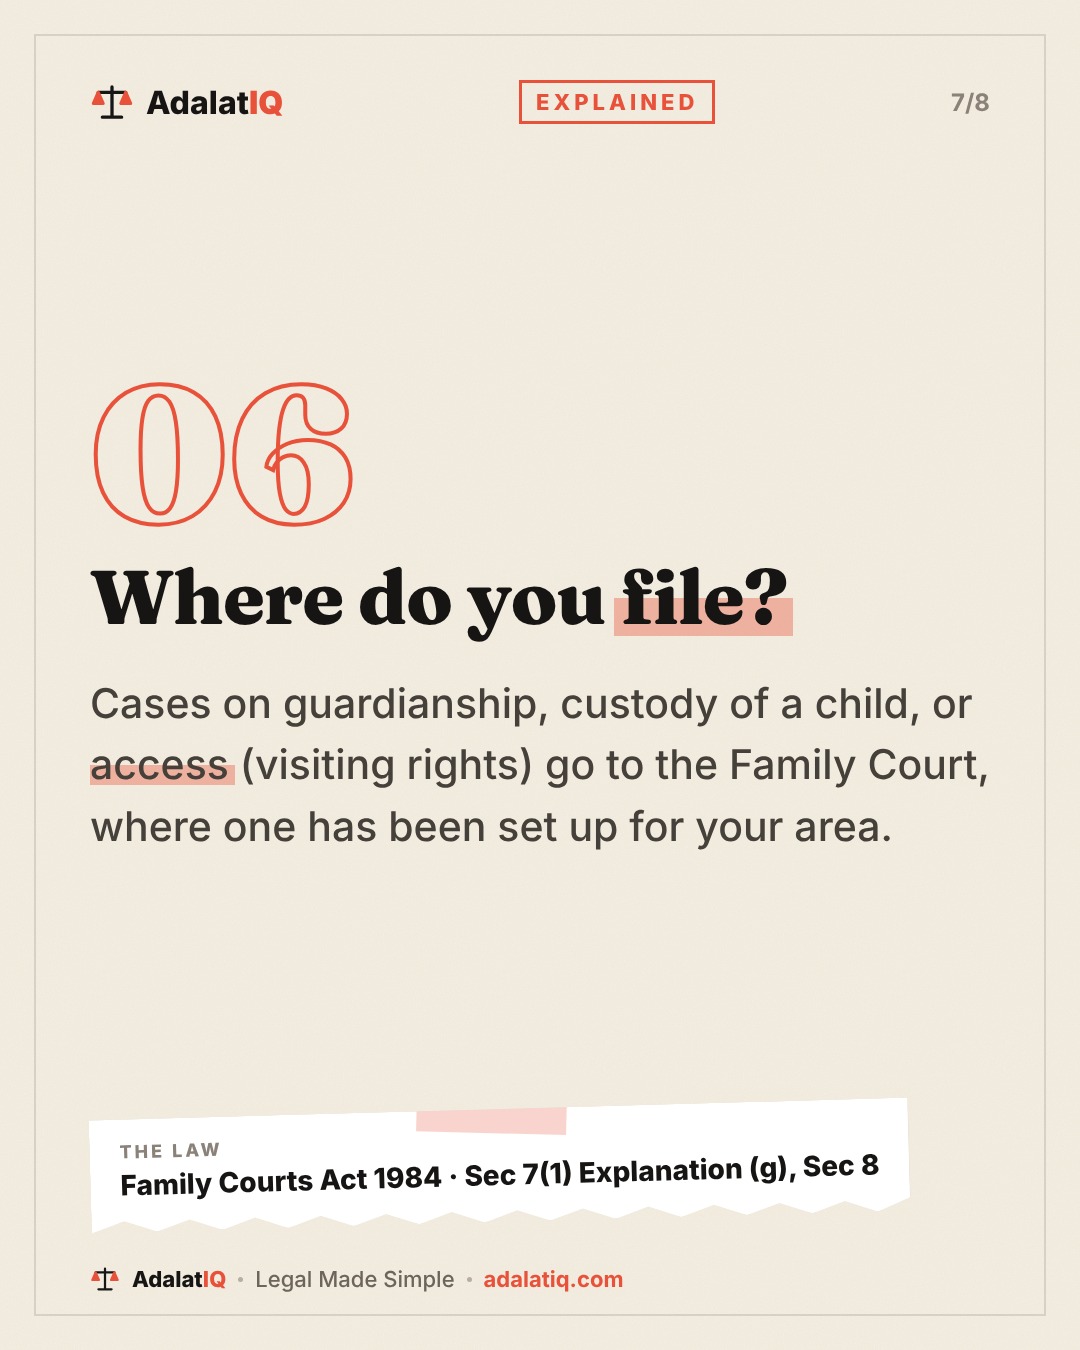 AdalatIQ
EXPLAINED
7/8
06
Where do you file?
Cases on guardianship, custody of a child, or
access (visiting rights) go to the Family Court,
where one has been set up for your area.
THE LAW
Family Courts Act 1984 · Sec 7(1) Explanation (g), Sec 8
AdalatIQ • Legal Made Simple • adalatiq.com